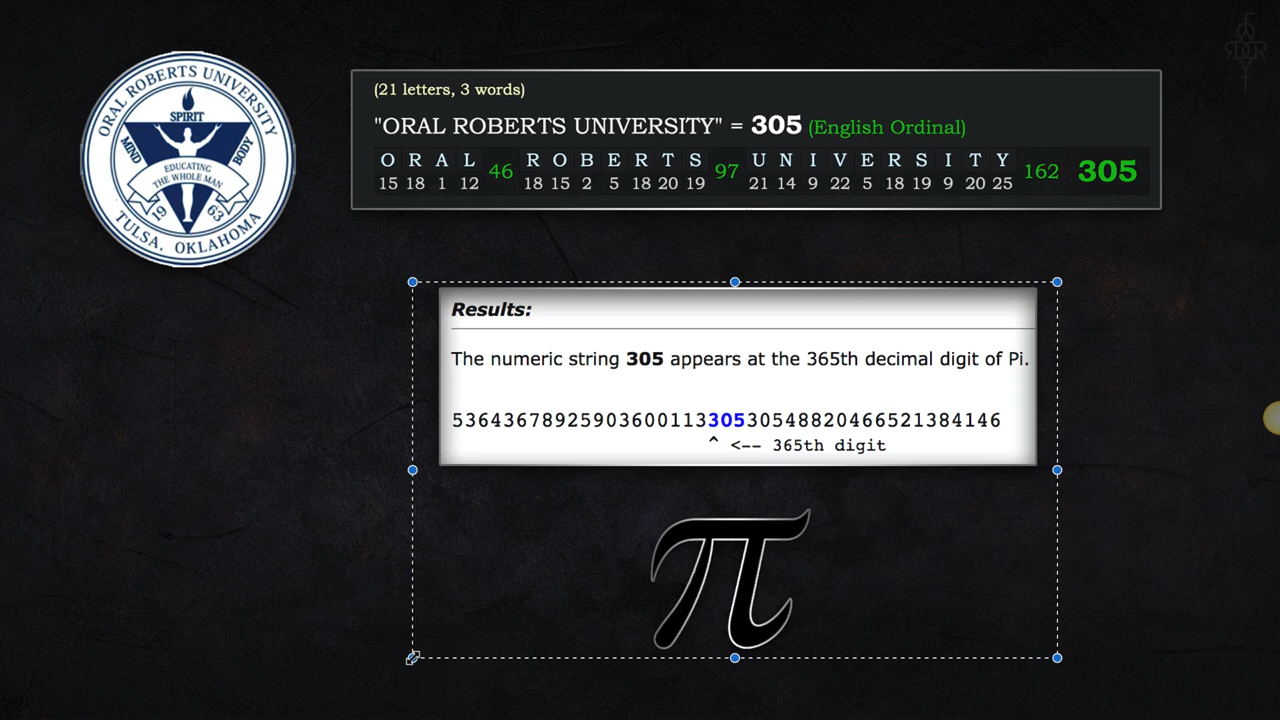 ORAL ROBERTS UNIVERSITY
SPIRIT
MIND
BODY
EDUCATING
THE WHOLE MAN
1963
TULSA, OKLAHOMA
(21 letters, 3 words)
"ORAL ROBERTS UNIVERSITY" = 305 (English Ordinal)
O R A L 46 R O B E R T S 97 U N I V E R S I T Y 162 305
15 18 1 12 18 15 2 5 18 20 19 21 14 9 22 5 18 19 9 20 25
Results:
The numeric string 305 appears at the 365th decimal digit of Pi.
5364367892590360011330530548820466521384146
^ <-- 365th digit
π